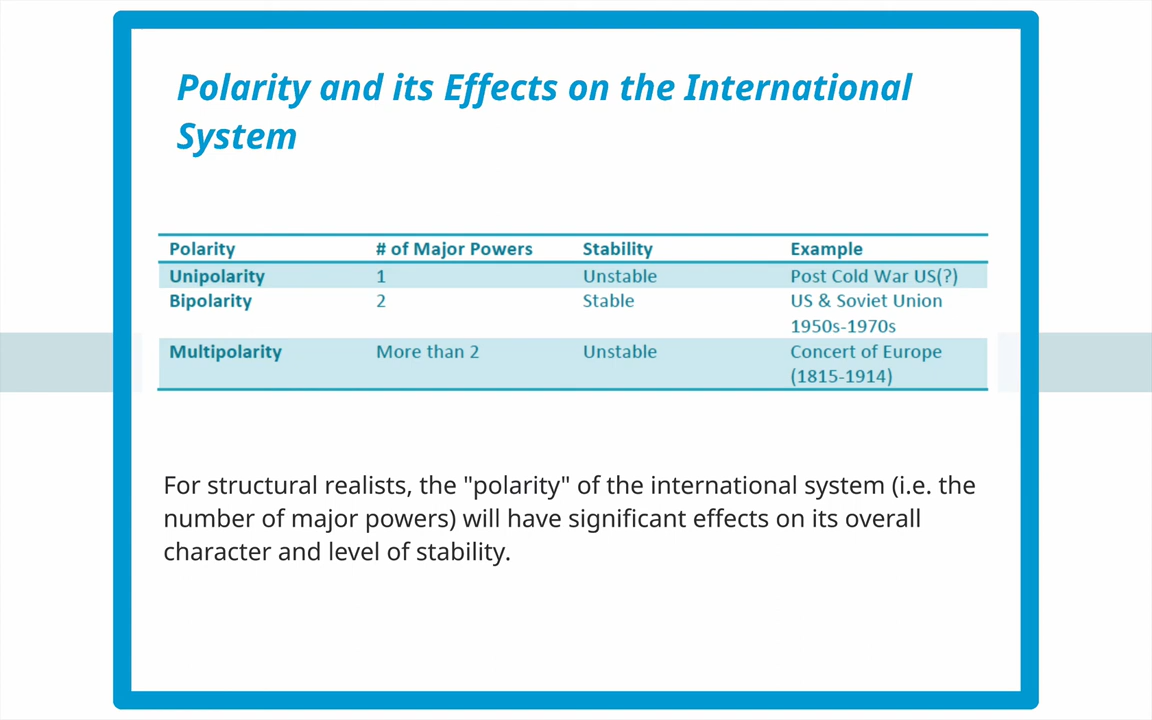 Polarity and its Effects on the International
System
Polarity # of Major Powers Stability Example
Unipolarity 1 Unstable Post Cold War US(?)
Bipolarity 2 Stable US & Soviet Union
1950s-1970s
Multipolarity More than 2 Unstable Concert of Europe
(1815-1914)
For structural realists, the "polarity" of the international system (i.e. the
number of major powers) will have significant effects on its overall
character and level of stability.